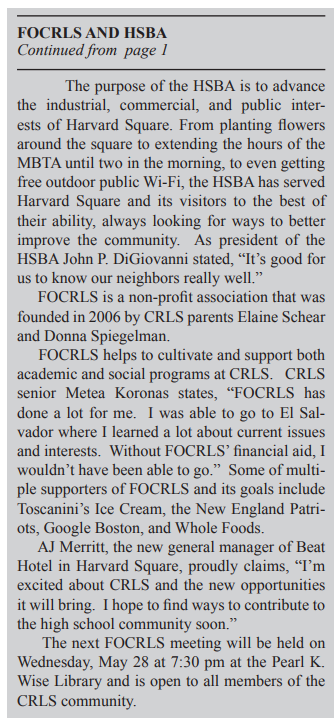 FOCRLS AND HSBA
Continued from page 1
The purpose of the HSBA is to advance
the industrial, commercial, and public inter-
ests of Harvard Square. From planting flowers
around the square to extending the hours of the
MBTA until two in the morning, to even getting
free outdoor public Wi-Fi, the HSBA has served
Harvard Square and its visitors to the best of
their ability, always looking for ways to better
improve the community. As president of the
HSBA John P. DiGiovanni stated, “It’s good for
us to know our neighbors really well.”
FOCRLS is a non-profit association that was
founded in 2006 by CRLS parents Elaine Schear
and Donna Spiegelman.
FOCRLS helps to cultivate and support both
academic and social programs at CRLS. CRLS
senior Metea Koronas states, “FOCRLS has
done a lot for me. I was able to go to El Sal-
vador where I learned a lot about current issues
and interests. Without FOCRLS’ financial aid, I
wouldn’t have been able to go.” Some of multi-
ple supporters of FOCRLS and its goals include
Toscanini’s Ice Cream, the New England Patri-
ots, Google Boston, and Whole Foods.
AJ Merritt, the new general manager of Beat
Hotel in Harvard Square, proudly claims, “I’m
excited about CRLS and the new opportunities
it will bring. I hope to find ways to contribute to
the high school community soon.”
The next FOCRLS meeting will be held on
Wednesday, May 28 at 7:30 pm at the Pearl K.
Wise Library and is open to all members of the
CRLS community.